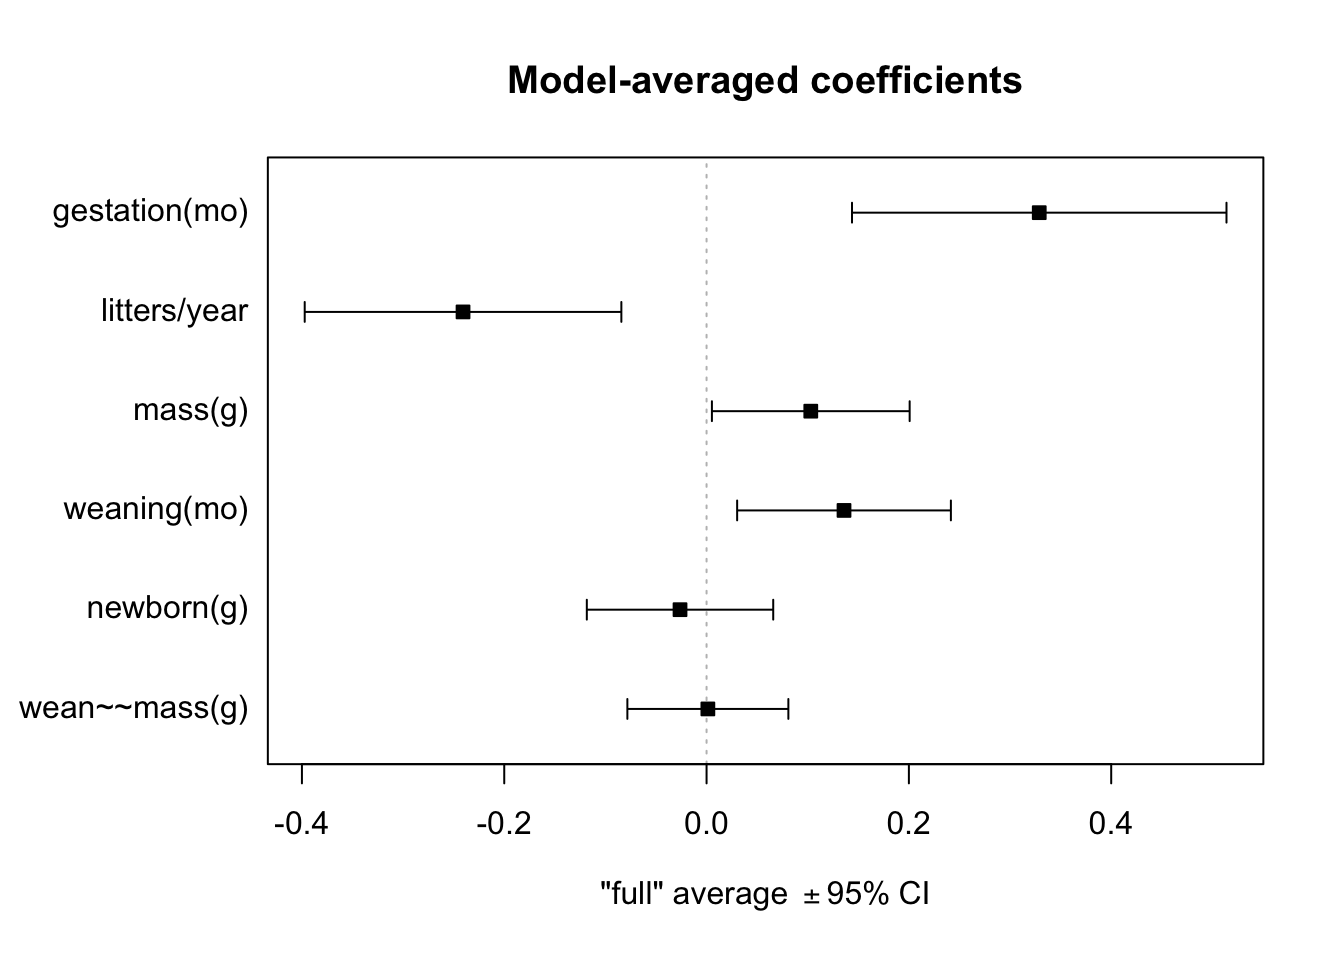 Model-averaged coefficients
gestation(mo)
litters/year
mass(g)
weaning(mo)
newborn(g)
wean~~mass(g)
-0.4 -0.2 0.0 0.2 0.4
"full" average ± 95% CI